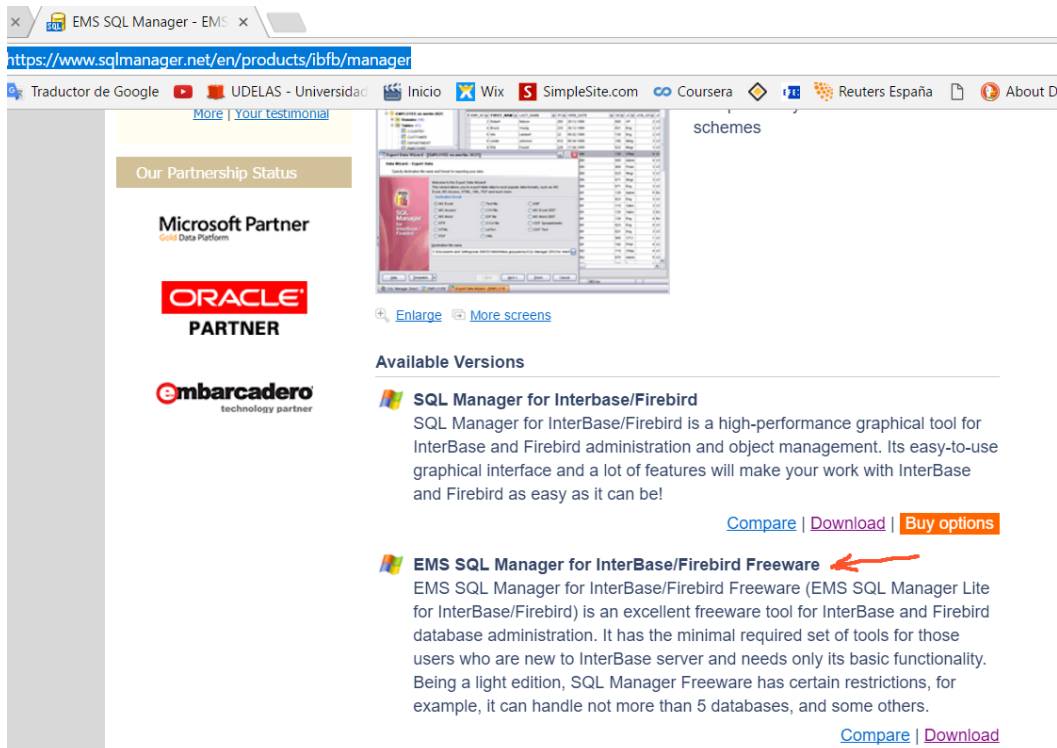 EMS SQL Manager - EMS
https://www.sqlmanager.net/en/products/ibfb/manager
Traductor de Google UDELAS - Universidad Inicio Wix SimpleSite.com Coursera Reuters España About D
More | Your testimonial
schemes
Our Partnership Status
Microsoft Partner
Gold Data Platform
ORACLE
PARTNER
embarcadero
technology partner
Export Data Wizard
SQL Manager for InterBase/Firebird
Enlarge More screens
Available Versions
SQL Manager for Interbase/Firebird
SQL Manager for InterBase/Firebird is a high-performance graphical tool for
InterBase and Firebird administration and object management. Its easy-to-use
graphical interface and a lot of features will make your work with InterBase
and Firebird as easy as it can be!
Compare | Download | Buy options
EMS SQL Manager for InterBase/Firebird Freeware
EMS SQL Manager for InterBase/Firebird Freeware (EMS SQL Manager Lite
for InterBase/Firebird) is an excellent freeware tool for InterBase and Firebird
database administration. It has the minimal required set of tools for those
users who are new to InterBase server and needs only its basic functionality.
Being a light edition, SQL Manager Freeware has certain restrictions, for
example, it can handle not more than 5 databases, and some others.
Compare | Download